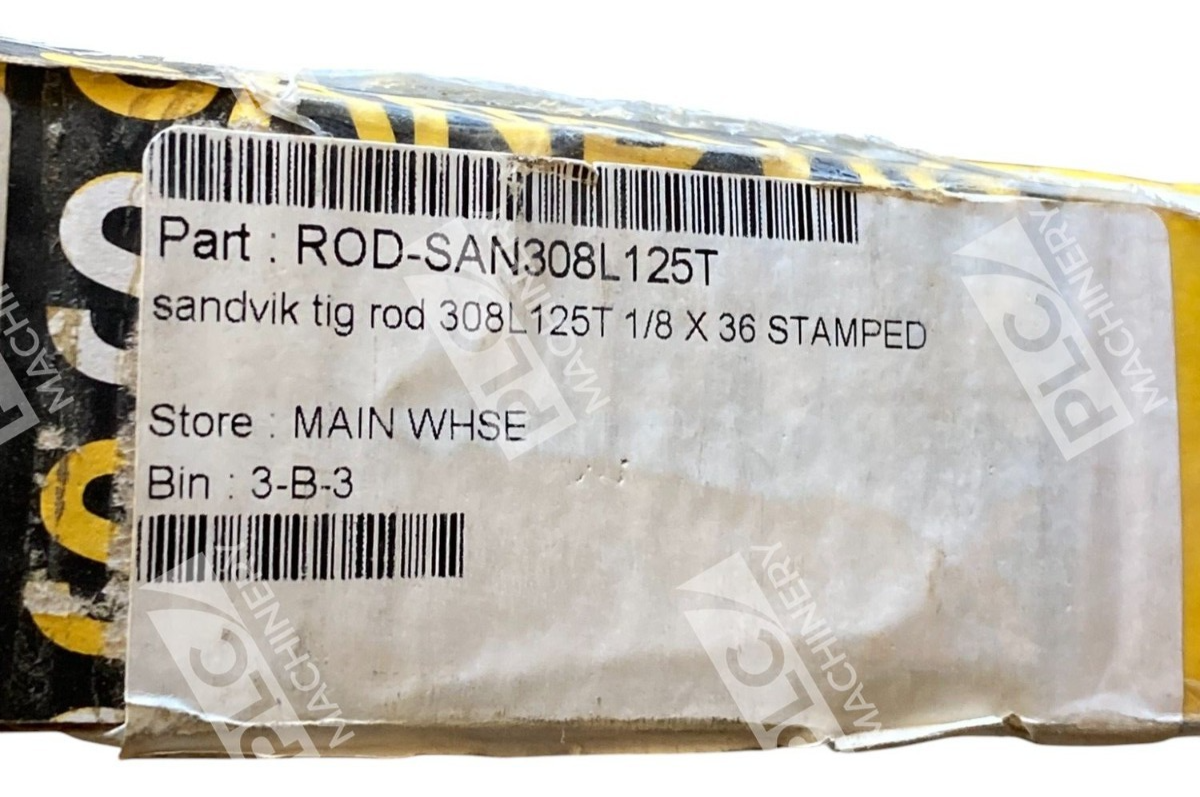 Part : ROD-SAN308L125T
sandvik tig rod 308L125T 1/8 X 36 STAMPED
Store : MAIN WHSE
Bin : 3-B-3
PLC MACHINERY
PLC MACHINERY
PLC MACHINERY
PLC MACHINERY
MACHINERY